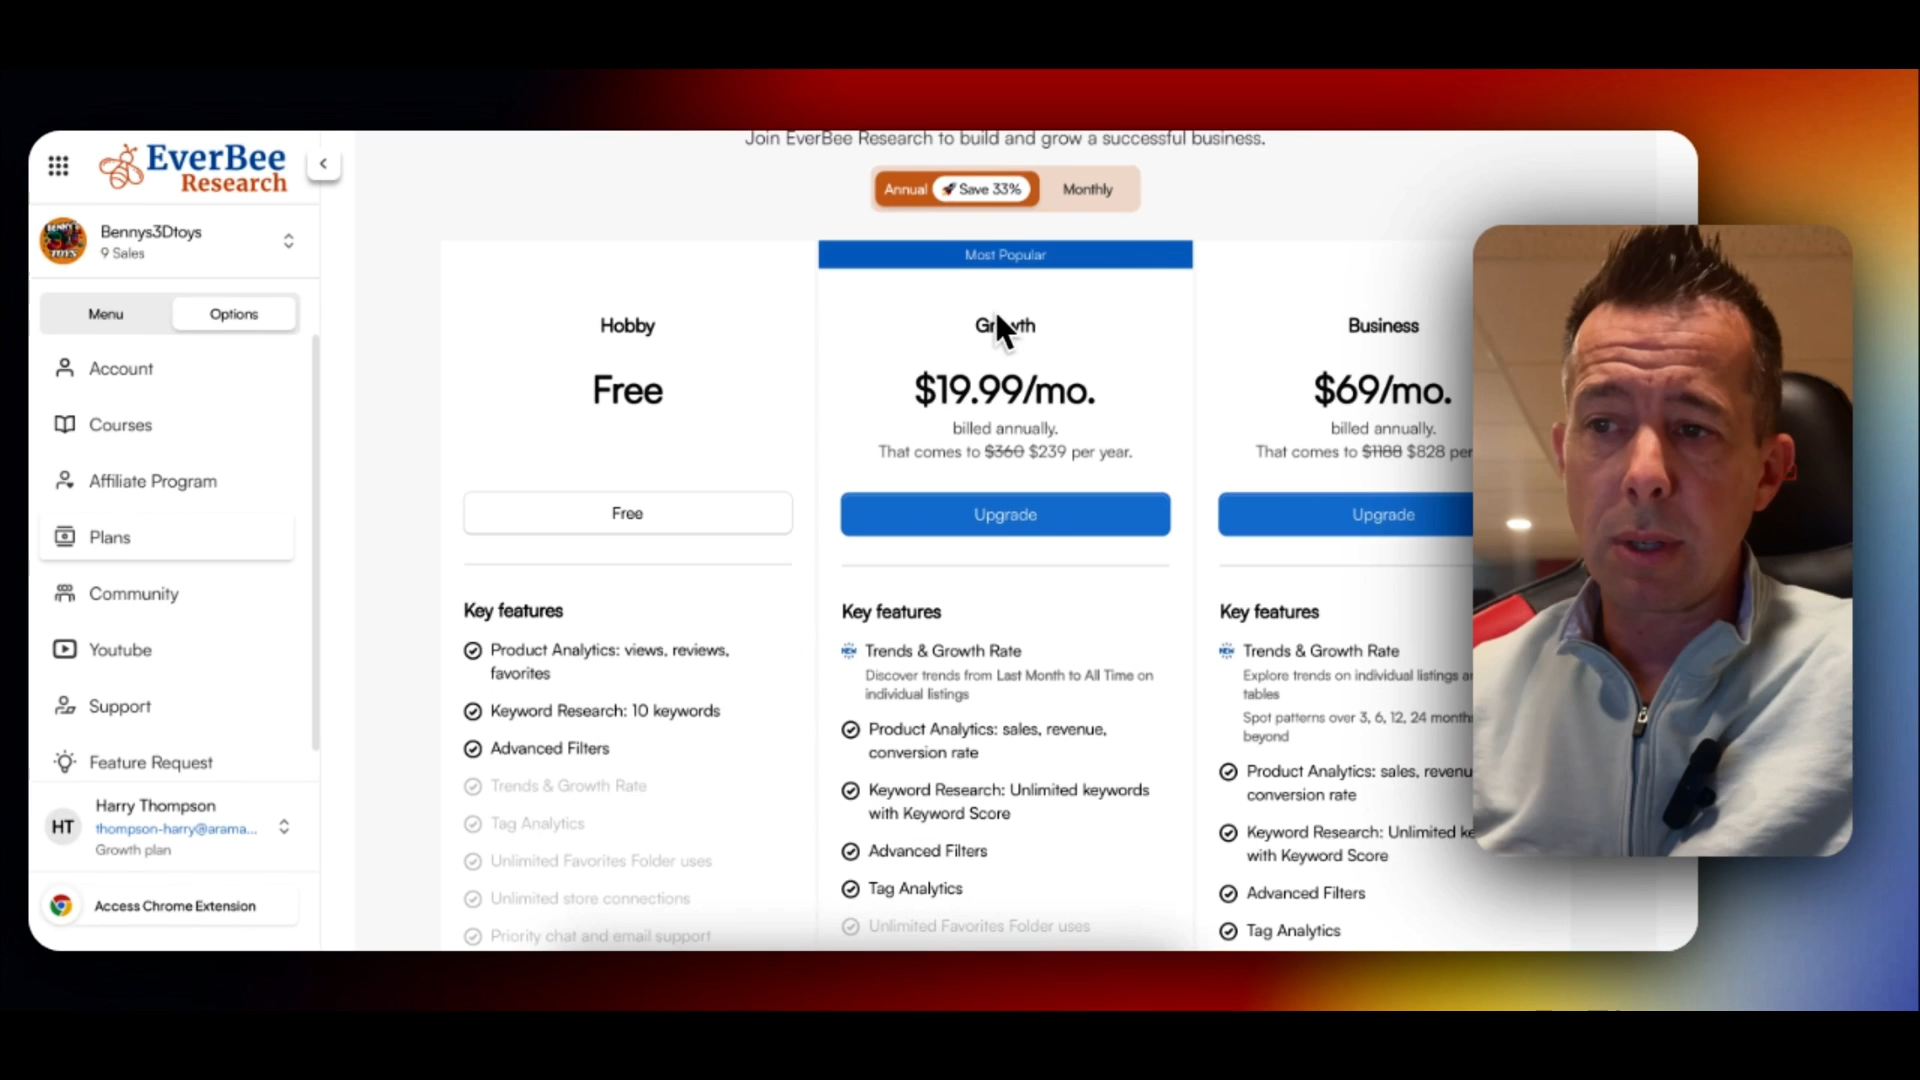 Join EverBee Research to build and grow a successful business.
Annual 🚀 Save 33% Monthly
EverBee
Research
Bennys3Dtoys
9 Sales
Menu Options
Account
Courses
Affiliate Program
Plans
Community
Youtube
Support
Feature Request
Harry Thompson
thompson-harry@arama...
Growth plan
HT
Access Chrome Extension
Hobby
Free
Free
Key features
Product Analytics: views, reviews,
favorites
Keyword Research: 10 keywords
Advanced Filters
Trends & Growth Rate
Tag Analytics
Unlimited Favorites Folder uses
Unlimited store connections
Priority chat and email support
Most Popular
Growth
$19.99/mo.
billed annually.
That comes to $360 $239 per year.
Upgrade
Key features
NEW Trends & Growth Rate
Discover trends from Last Month to All Time on
individual listings
Product Analytics: sales, revenue,
conversion rate
Keyword Research: Unlimited keywords
with Keyword Score
Advanced Filters
Tag Analytics
Unlimited Favorites Folder uses
Business
$69/mo.
billed annually.
That comes to $1188 $828 per
Upgrade
Key features
NEW Trends & Growth Rate
Explore trends on individual listings
tables
Spot patterns over 3, 6, 12, 24 month
beyond
Product Analytics: sales,
conversion rate
Keyword Research: Unlimited
with Keyword Score
Advanced Filters
Tag Analytics